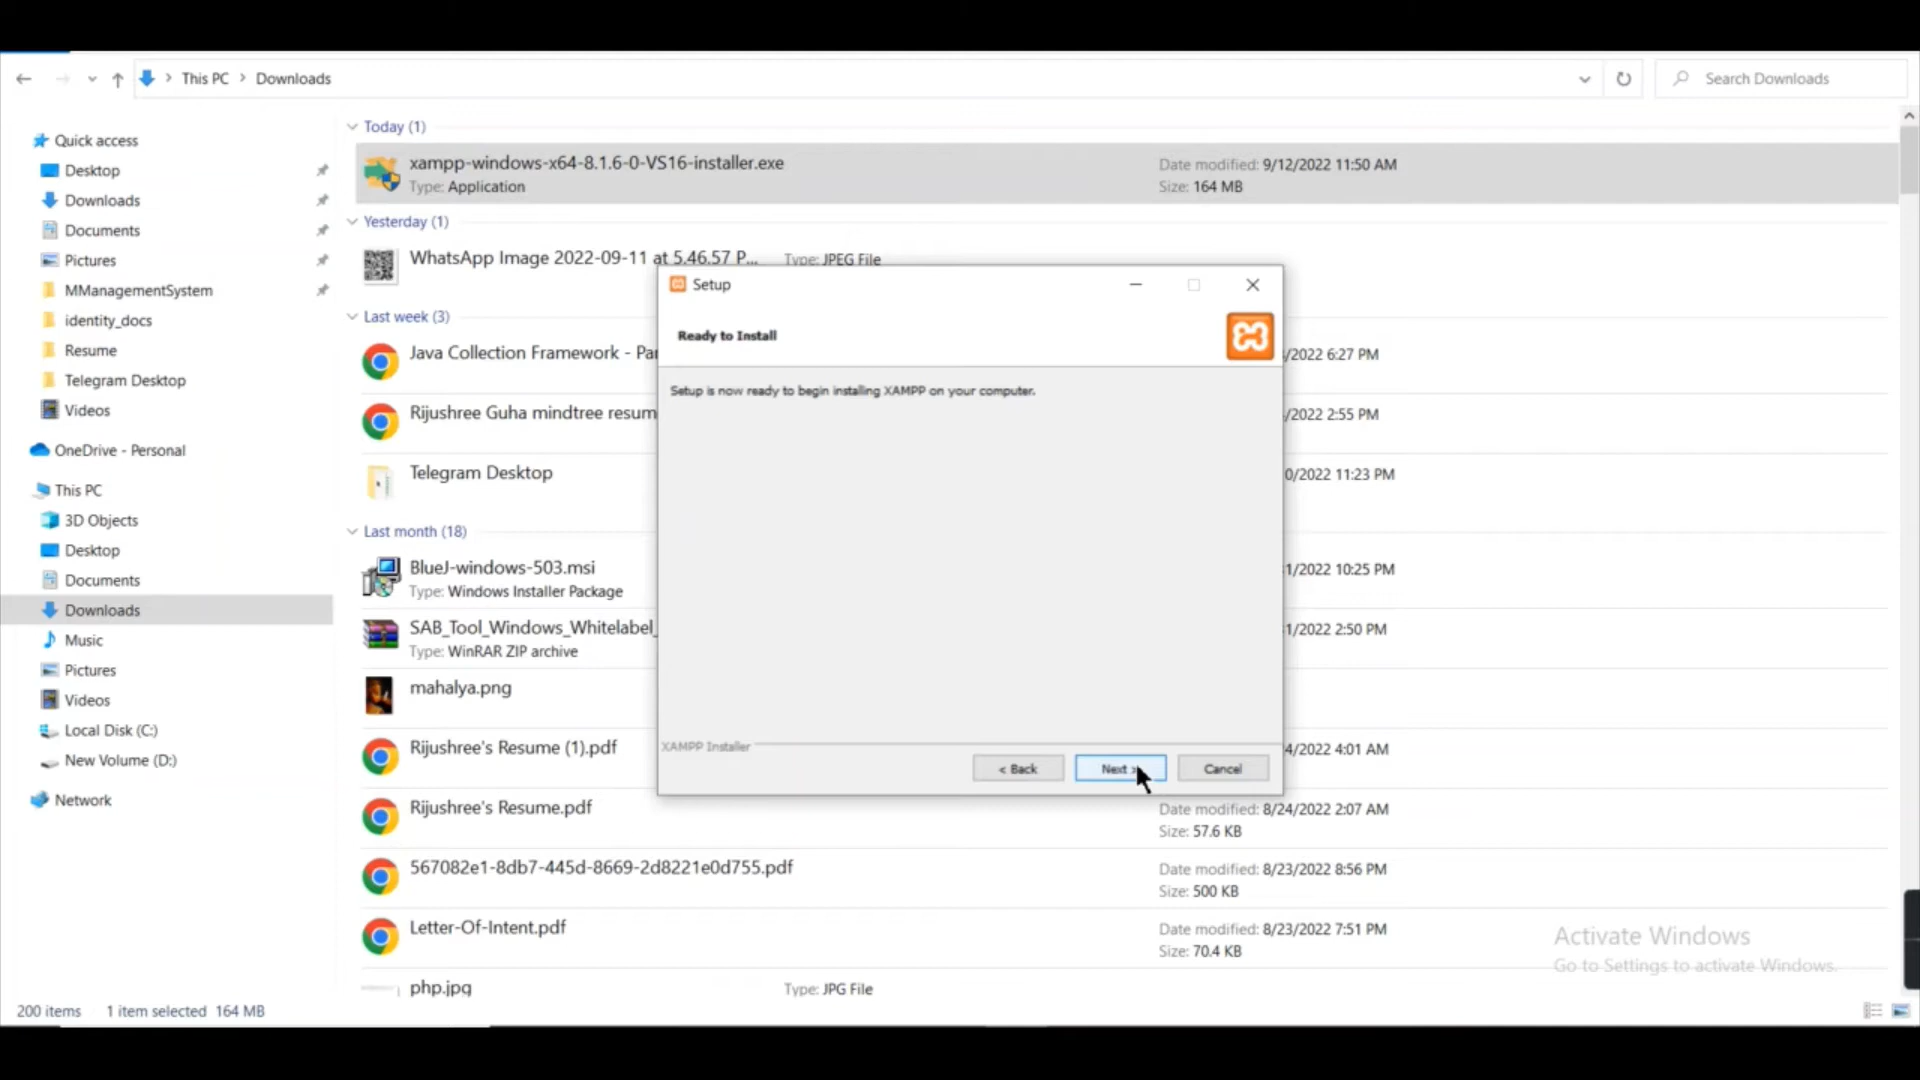 This PC > Downloads
Search Downloads
Quick access
Desktop
Downloads
Documents
Pictures
MManagementSystem
identity_docs
Resume
Telegram Desktop
Videos
OneDrive - Personal
This PC
3D Objects
Desktop
Documents
Downloads
Music
Pictures
Videos
Local Disk (C:)
New Volume (D:)
Network
Today (1)
xampp-windows-x64-8.1.6-0-VS16-installer.exe
Type: Application
Date modified: 9/12/2022 11:50 AM
Size: 164 MB
Yesterday (1)
WhatsApp Image 2022-09-11 at 5.46.57 P...
Type: JPEG File
Last week (3)
Java Collection Framework - Par
/2022 6:27 PM
Rijushree Guha mindtree resum
/2022 2:55 PM
Telegram Desktop
0/2022 11:23 PM
Last month (18)
BlueJ-windows-503.msi
Type: Windows Installer Package
1/2022 10:25 PM
SAB_Tool_Windows_Whitelabel_
Type: WinRAR ZIP archive
1/2022 2:50 PM
mahalya.png
Rijushree's Resume (1).pdf
4/2022 4:01 AM
Rijushree's Resume.pdf
Date modified: 8/24/2022 2:07 AM
Size: 57.6 KB
567082e1-8db7-445d-8669-2d8221e0d755.pdf
Date modified: 8/23/2022 8:56 PM
Size: 500 KB
Letter-Of-Intent.pdf
Date modified: 8/23/2022 7:51 PM
Size: 70.4 KB
php.jpg
Type: JPG File
Setup
Ready to Install
Setup is now ready to begin installing XAMPP on your computer.
XAMPP Installer
< Back
Next >
Cancel
Activate Windows
Go to Settings to activate Windows.
200 items
1 item selected 164 MB